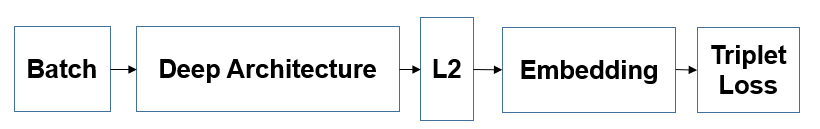 Batch
Deep Architecture
L2
Embedding
Triplet
Loss